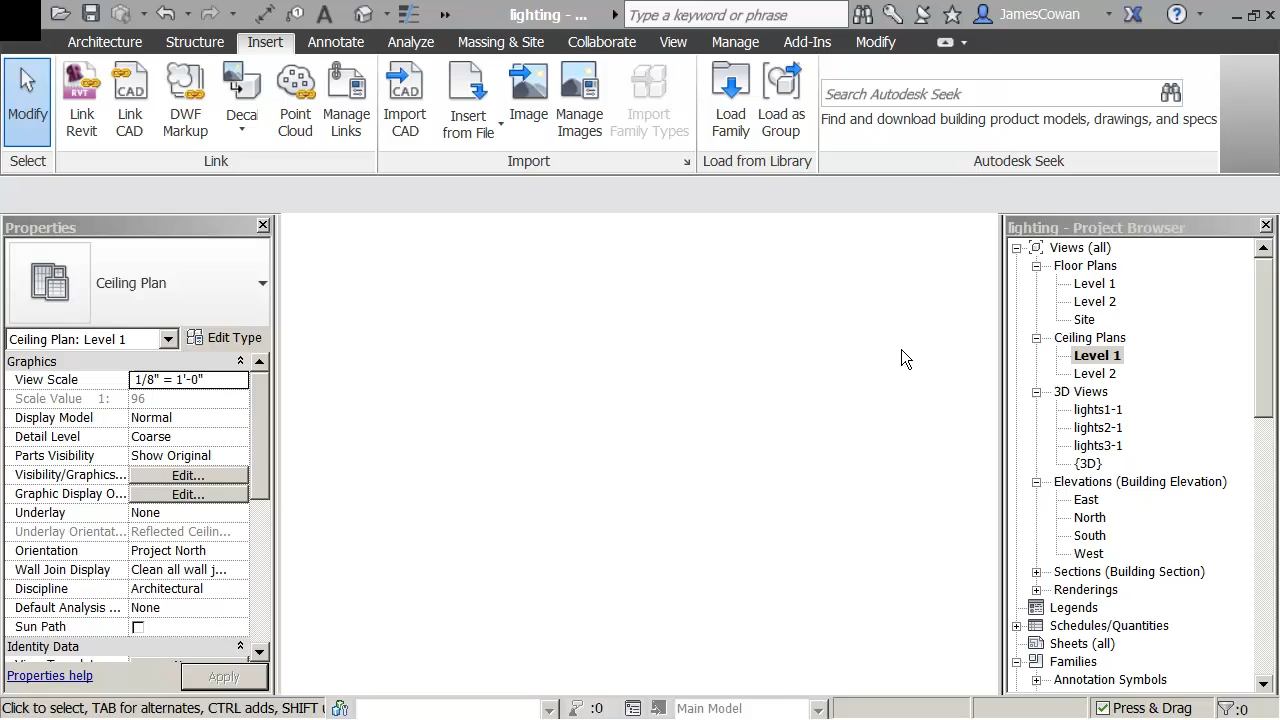 lighting - ...
Type a keyword or phrase
JamesCowan
Architecture
Structure
Insert
Annotate
Analyze
Massing & Site
Collaborate
View
Manage
Add-Ins
Modify
Modify
Link
Revit
Link
CAD
DWF
Markup
Decal
Point
Cloud
Manage
Links
Import
CAD
Insert
from File
Image
Manage
Images
Import
Family Types
Load
Family
Load as
Group
Search Autodesk Seek
Find and download building product models, drawings, and specs
Select
Link
Import
Load from Library
Autodesk Seek
Properties
Ceiling Plan
Ceiling Plan: Level 1
Edit Type
Graphics
View Scale 1/8" = 1'-0"
Scale Value 1: 96
Display Model Normal
Detail Level Coarse
Parts Visibility Show Original
Visibility/Graphics... Edit...
Graphic Display O... Edit...
Underlay None
Underlay Orientat... Reflected Ceilin...
Orientation Project North
Wall Join Display Clean all wall j...
Discipline Architectural
Default Analysis ... None
Sun Path
Identity Data
Properties help
Apply
lighting - Project Browser
Views (all)
Floor Plans
Level 1
Level 2
Site
Ceiling Plans
Level 1
Level 2
3D Views
lights1-1
lights2-1
lights3-1
{3D}
Elevations (Building Elevation)
East
North
South
West
Sections (Building Section)
Renderings
Legends
Schedules/Quantities
Sheets (all)
Families
Annotation Symbols
Click to select, TAB for alternates, CTRL adds, SHIFT u
:0
Main Model
Press & Drag
:0